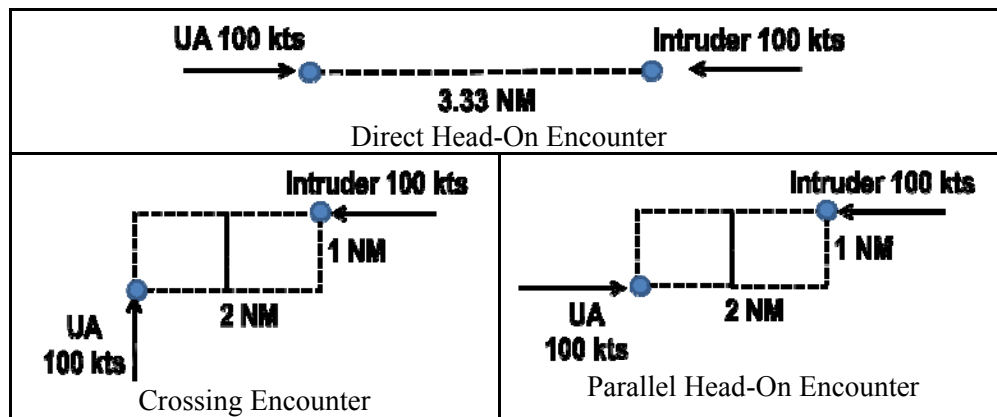 UA 100 kts
Intruder 100 kts
3.33 NM
Direct Head-On Encounter
Intruder 100 kts
1 NM
2 NM
UA
100 kts
Crossing Encounter
Intruder 100 kts
1 NM
2 NM
UA
100 kts
Parallel Head-On Encounter